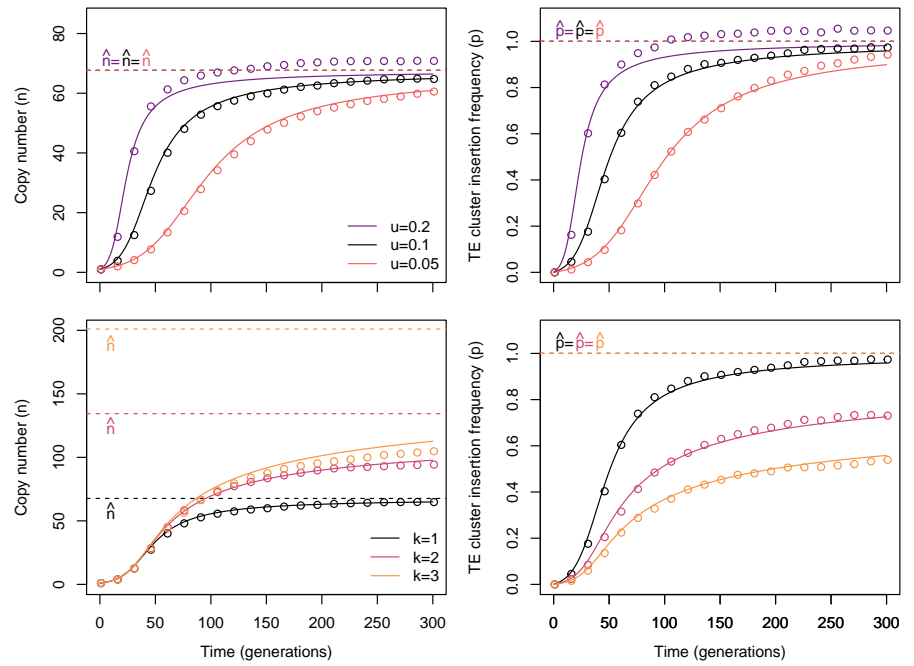 Copy number (n)
80
60
40
20
0
n̂=n̂=n̂
u=0.2
u=0.1
u=0.05
TE cluster insertion frequency (p)
1.0
0.8
0.6
0.4
0.2
0.0
p̂=p̂=p̂
Copy number (n)
200
150
100
50
0
n̂
n̂
n̂
k=1
k=2
k=3
0 50 100 150 200 250 300
Time (generations)
TE cluster insertion frequency (p)
1.0
0.8
0.6
0.4
0.2
0.0
p̂=p̂=p̂
0 50 100 150 200 250 300
Time (generations)